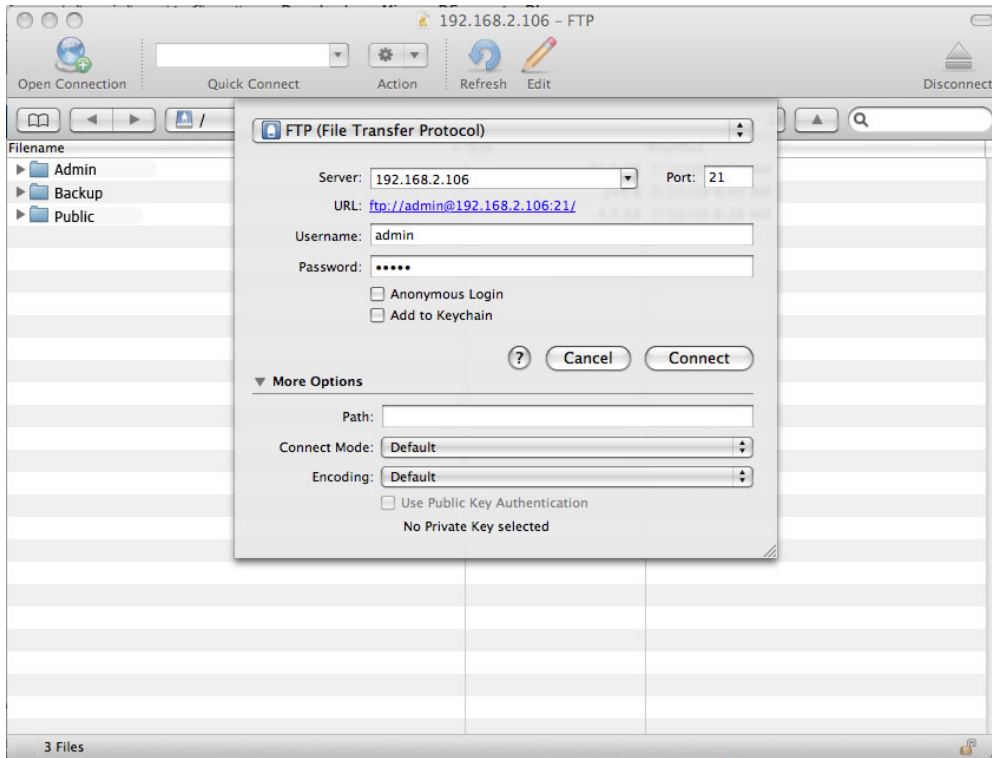 192.168.2.106 – FTP
Open Connection
Quick Connect
Action
Refresh
Edit
Disconnect
/
Filename
Admin
Backup
Public
FTP (File Transfer Protocol)
Server: 192.168.2.106 Port: 21
URL: ftp://admin@192.168.2.106:21/
Username: admin
Password: •••••
Anonymous Login
Add to Keychain
? Cancel Connect
More Options
Path:
Connect Mode: Default
Encoding: Default
Use Public Key Authentication
No Private Key selected
3 Files